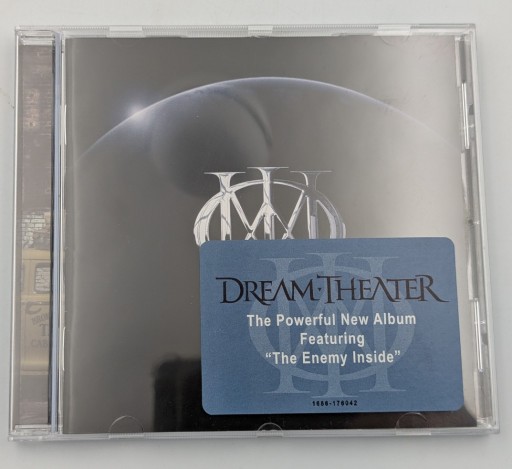 DREAM·THEATER
The Powerful New Album
Featuring
"The Enemy Inside"
1686-176042